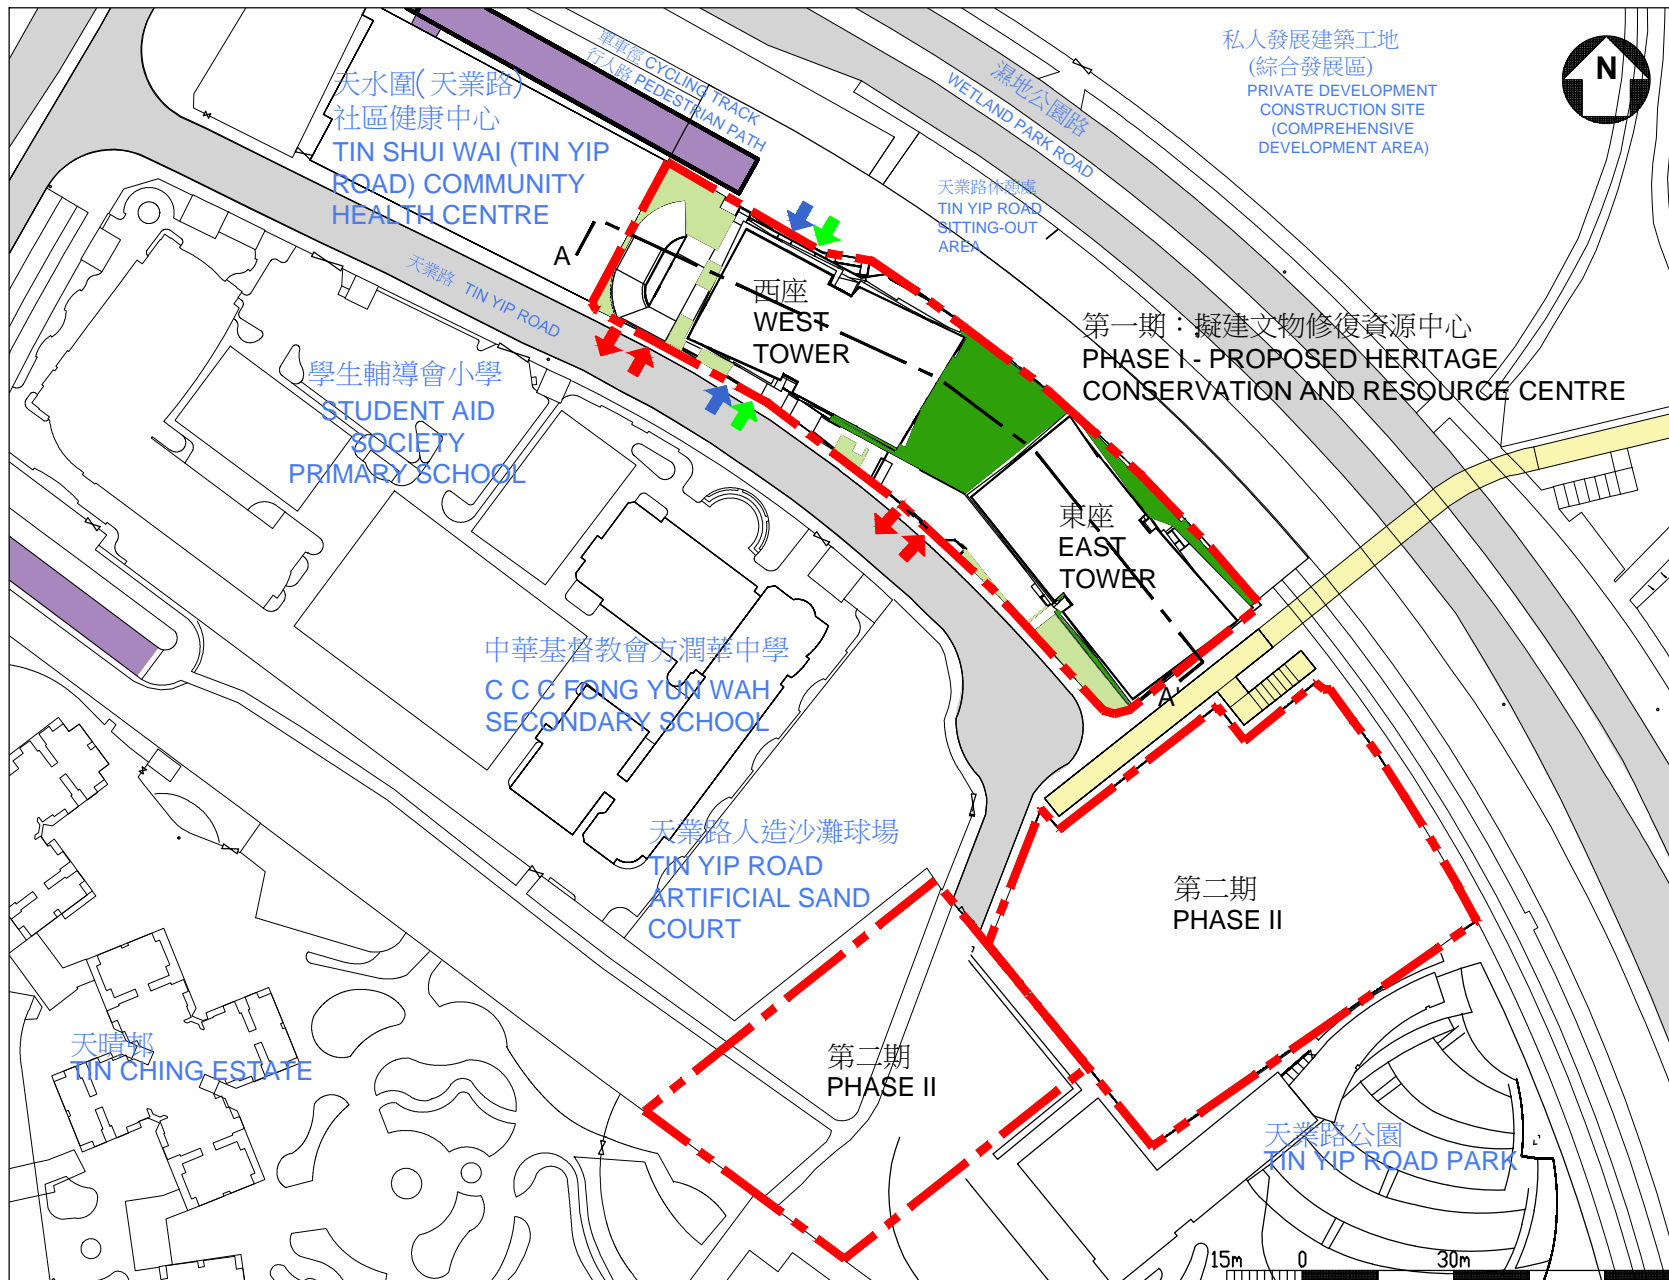 私人發展建築工地
(綜合發展區)
PRIVATE DEVELOPMENT
CONSTRUCTION SITE
(COMPREHENSIVE
DEVELOPMENT AREA)
N
單車徑 CYCLING TRACK
行人路 PEDESTRIAN PATH
濕地公園路
WETLAND PARK ROAD
天水圍(天業路)
社區健康中心
TIN SHUI WAI (TIN YIP
ROAD) COMMUNITY
HEALTH CENTRE
天業路休憩處
TIN YIP ROAD
SITTING-OUT
AREA
A
天業路 TIN YIP ROAD
西座
WEST
TOWER
第一期：擬建文物修復資源中心
PHASE I - PROPOSED HERITAGE
CONSERVATION AND RESOURCE CENTRE
學生輔導會小學
STUDENT AID
SOCIETY
PRIMARY SCHOOL
東座
EAST
TOWER
A'
中華基督教會方潤華中學
C C C FONG YUN WAH
SECONDARY SCHOOL
天業路人造沙灘球場
TIN YIP ROAD
ARTIFICIAL SAND
COURT
第二期
PHASE II
第二期
PHASE II
天晴邨
TIN CHING ESTATE
天業路公園
TIN YIP ROAD PARK
15m 0 30m